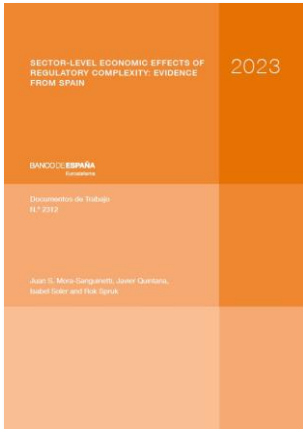 SECTOR-LEVEL ECONOMIC EFFECTS OF
REGULATORY COMPLEXITY: EVIDENCE
FROM SPAIN
2023
BANCO DE ESPAÑA
Eurosistema
Documentos de Trabajo
N.º 2312
Juan S. Mora-Sanguinetti, Javier Quintana,
Isabel Soler and Rok Spruk